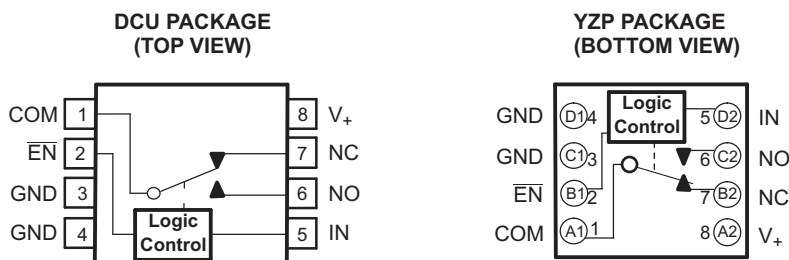 DCU PACKAGE
(TOP VIEW)
COM 1 8 V+
EN 2 7 NC
GND 3 6 NO
GND 4 5 IN
Logic
Control
YZP PACKAGE
(BOTTOM VIEW)
GND D1 4 5 D2 IN
Logic
Control
GND C1 3 6 C2 NO
EN B1 2 7 B2 NC
COM A1 1 8 A2 V+